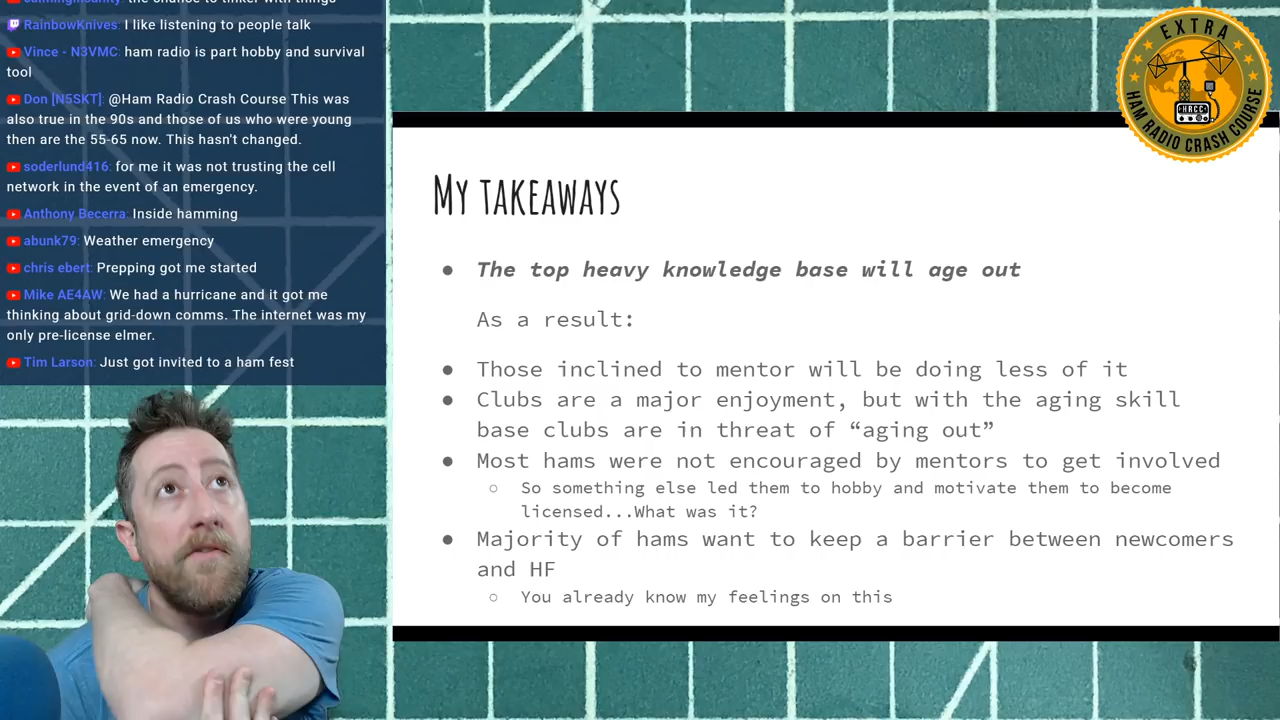 calminginsanity: the chance to tinker with things
RainbowKnives: I like listening to people talk
Vince - N3VMC: ham radio is part hobby and survival
tool
Don [N5SKT]: @Ham Radio Crash Course This was
also true in the 90s and those of us who were young
then are the 55-65 now. This hasn't changed.
soderlund416: for me it was not trusting the cell
network in the event of an emergency.
Anthony Becerra: Inside hamming
abunk79: Weather emergency
chris ebert: Prepping got me started
Mike AE4AW: We had a hurricane and it got me
thinking about grid-down comms. The internet was my
only pre-license elmer.
Tim Larson: Just got invited to a ham fest
EXTRA
HRCC
HAM RADIO CRASH COURSE
My takeaways
● The top heavy knowledge base will age out
As a result:
● Those inclined to mentor will be doing less of it
● Clubs are a major enjoyment, but with the aging skill
base clubs are in threat of “aging out”
● Most hams were not encouraged by mentors to get involved
○ So something else led them to hobby and motivate them to become
licensed...What was it?
● Majority of hams want to keep a barrier between newcomers
and HF
○ You already know my feelings on this